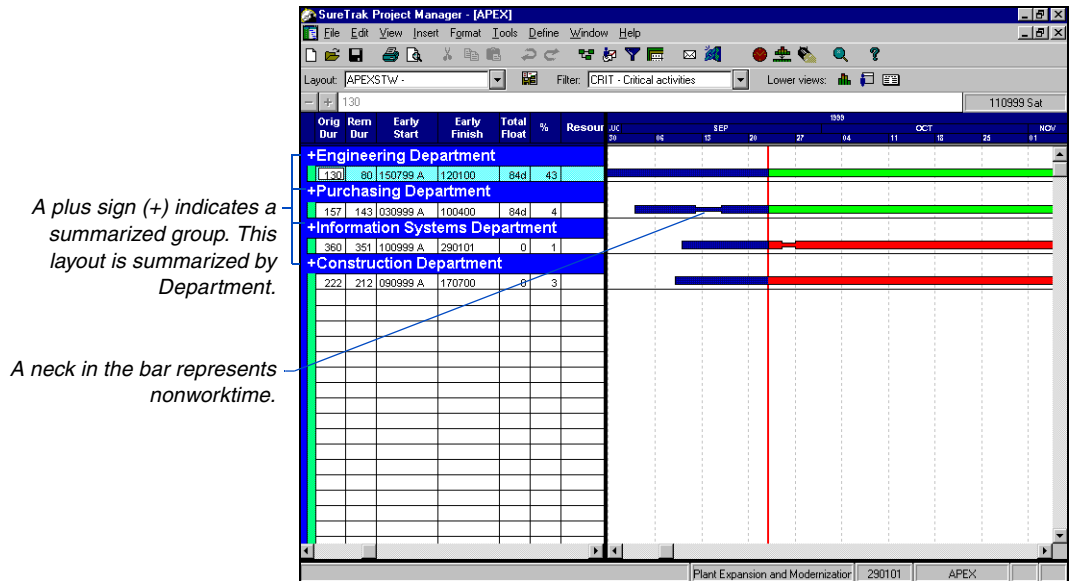 SureTrak Project Manager - [APEX]
File Edit View Insert Format Tools Define Window Help
Layout: APEXSTW - Filter: CRIT - Critical activities Lower views:
130
110999 Sat
Orig Dur Rem Dur Early Start Early Finish Total Float % Resour
1999
SEP OCT NOV
30 06 13 20 27 04 11 18 25 01
+Engineering Department
130 80 150799 A 120100 84d 43
+Purchasing Department
157 143 030999 A 100400 84d 4
+Information Systems Department
360 351 100999 A 290101 0 1
+Construction Department
222 212 090999 A 170700 0 3
A plus sign (+) indicates a
summarized group. This
layout is summarized by
Department.
A neck in the bar represents
nonworktime.
Plant Expansion and Modernization 290101 APEX